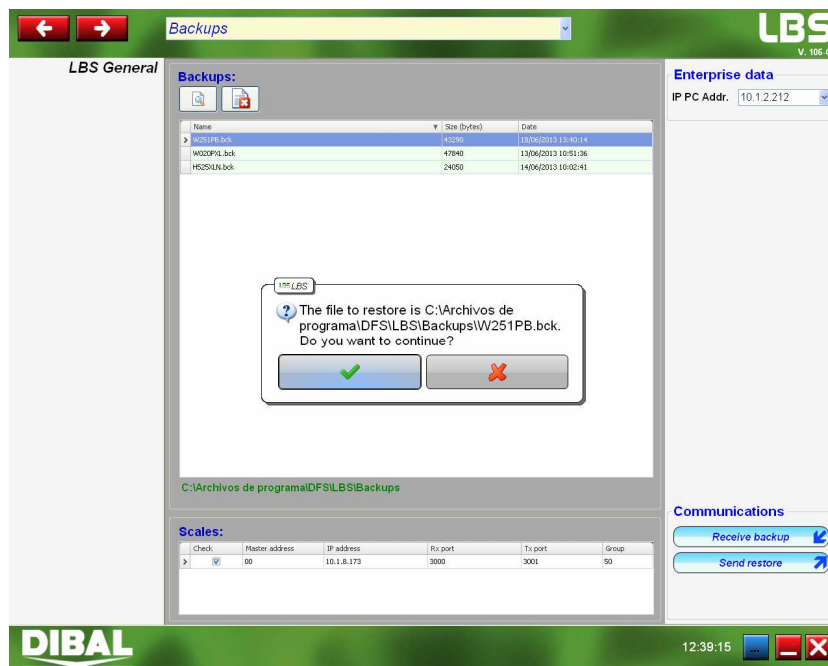 Backups
LBS
V. 106-
LBS General
Backups:
Name Size (bytes) Date
W251PB.bck 43290 18/06/2013 13:40:14
W020PXL.bck 47840 13/06/2013 10:51:36
H525XLN.bck 24050 14/06/2013 10:02:41
Enterprise data
IP PC Addr. 10.1.2.212
LBS LBS
The file to restore is C:\Archivos de
programa\DFS\LBS\Backups\W251PB.bck.
Do you want to continue?
C:\Archivos de programa\DFS\LBS\Backups
Scales:
Check Master address IP address Rx port Tx port Group
00 10.1.8.173 3000 3001 50
Communications
Receive backup
Send restore
DIBAL
12:39:15
...